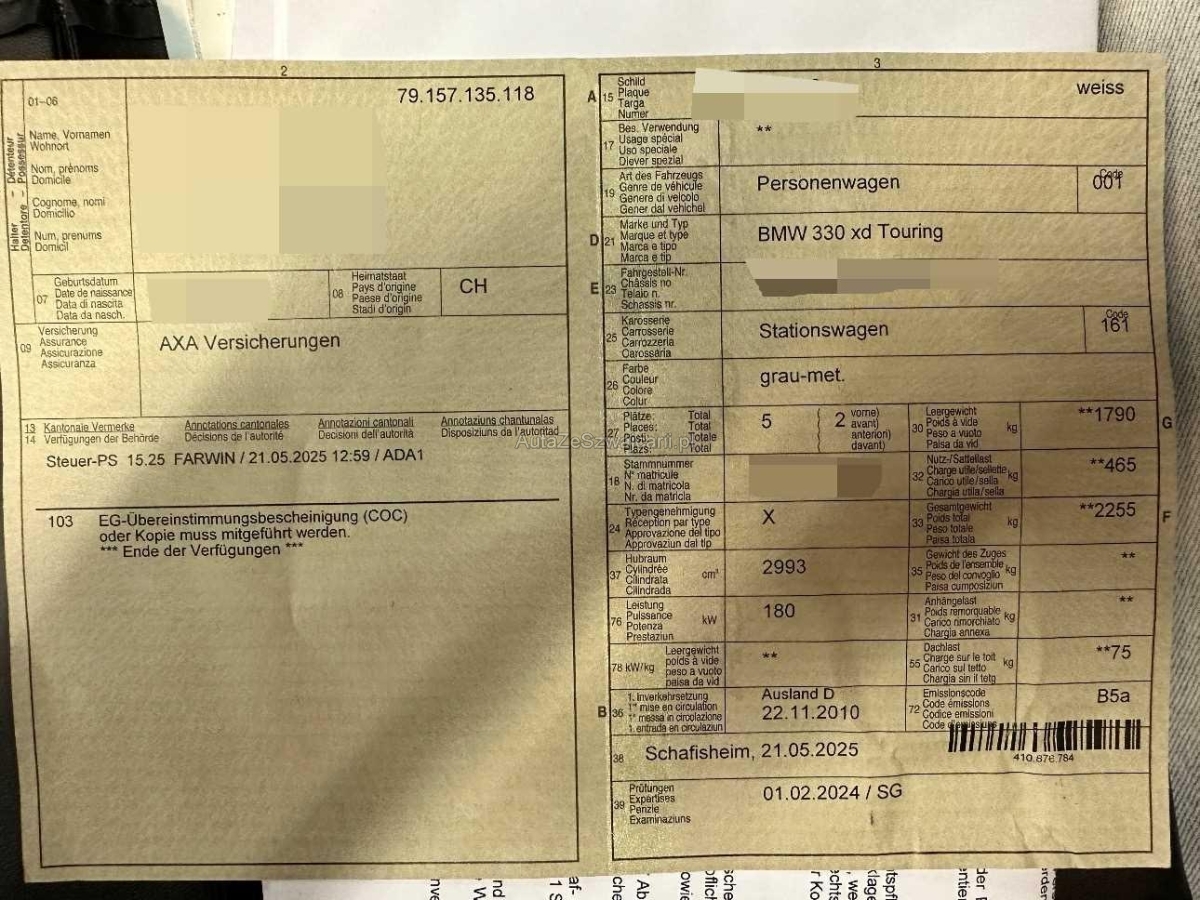 2
01–06
79.157.135.118
Halter – Détenteur
Detentore – Possessur
Name, Vornamen
Wohnort
Nom, prénoms
Domicile
Cognome, nomi
Domicilio
Num, prenums
Domicil
07
Geburtsdatum
Date de naissance
Data di nascita
Data da nasch.
08
Heimatstaat
Pays d'origine
Paese d'origine
Stadi d'origin
CH
09
Versicherung
Assurance
Assicurazione
Assicuranza
AXA Versicherungen
13 Kantonale Vermerke Annotations cantonales Annotazioni cantonali Annotaziuns chantunalas
14 Verfügungen der Behörde Décisions de l'autorité Decisioni dell'autorità Disposiziuns da l'autoritad
Steuer-PS 15.25 FARWIN / 21.05.2025 12:59 / ADA1
103 EG-Übereinstimmungsbescheinigung (COC)
oder Kopie muss mitgeführt werden.
*** Ende der Verfügungen ***
3
A
15
Schild
Plaque
Targa
Numer
weiss
17
Bes. Verwendung
Usage spécial
Uso speciale
Diever spezial
**
19
Art des Fahrzeugs
Genre de véhicule
Genere di veicolo
Gener dal vehichel
Personenwagen
Code
001
D
21
Marke und Typ
Marque et type
Marca e tipo
Marca e tip
BMW 330 xd Touring
E
23
Fahrgestell-Nr.
Châssis no
Telaio n.
Schassis nr.
25
Karosserie
Carrosserie
Carrozzeria
Carossaria
Stationswagen
Code
161
26
Farbe
Couleur
Colore
Colur
grau-met.
27
Plätze: Total
Places: Total
Posti: Totale
Plazs: Total
5
( 2 vorne)
avant)
anteriori)
davant)
30
Leergewicht
Poids à vide
Peso a vuoto
Paisa da vid
kg
**1790
G
AutaZeSzwajcarii.pl
18
Stammnummer
N° matricule
N. di matricola
Nr. da matricla
32
Nutz-/Sattellast
Charge utile/sellette
Carico utile/sella
Chargia utila/sella
kg
**465
24
Typengenehmigung
Réception par type
Approvazione del tipo
Approvaziun dal tip
X
33
Gesamtgewicht
Poids total
Peso totale
Paisa totala
kg
**2255
F
37
Hubraum
Cylindrée
Cilindrata
Cilindrada
cm³
2993
35
Gewicht des Zuges
Poids de l'ensemble
Peso del convoglio
Paisa cumposiziun
kg
**
76
Leistung
Puissance
Potenza
Prestaziun
kW
180
31
Anhängelast
Poids remorquable
Carico rimorchiato
Chargia annexa
kg
**
78 kW/kg
Leergewicht
poids à vide
peso a vuoto
paisa da vid
**
55
Dachlast
Charge sur le toit
Carico sul tetto
Chargia sin il tetg
kg
**75
B
36
1. Inverkehrsetzung
1re mise en circulation
1a messa in circolazione
1. entrada en circulaziun
Ausland D
22.11.2010
72
Emissionscode
Code émissions
Codice emissioni
Code d'emissiuns
B5a
38
Schafisheim, 21.05.2025
410.876.784
39
Prüfungen
Expertises
Perizie
Examinaziuns
01.02.2024 / SG